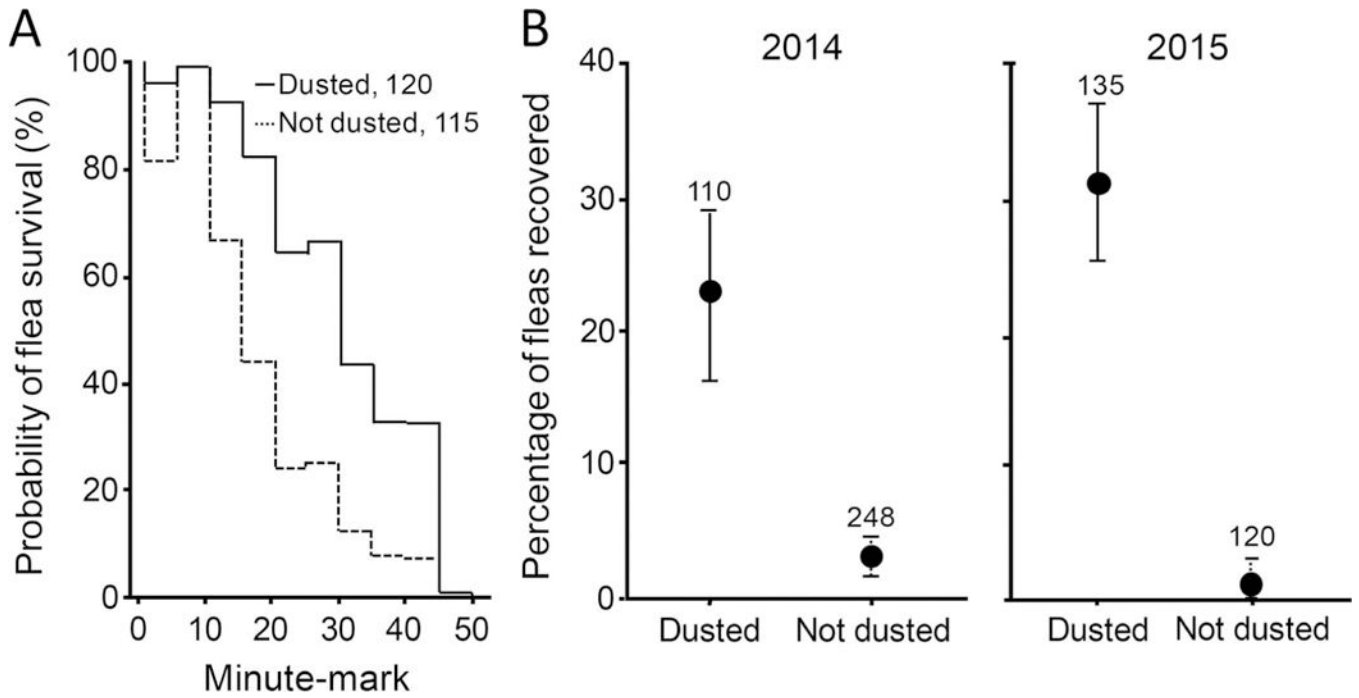 A
Probability of flea survival (%)
100
80
60
40
20
0
0 10 20 30 40 50
Minute-mark
Dusted, 120
Not dusted, 115
B
Percentage of fleas recovered
40
30
20
10
0
2014
110
248
Dusted Not dusted
2015
135
120
Dusted Not dusted